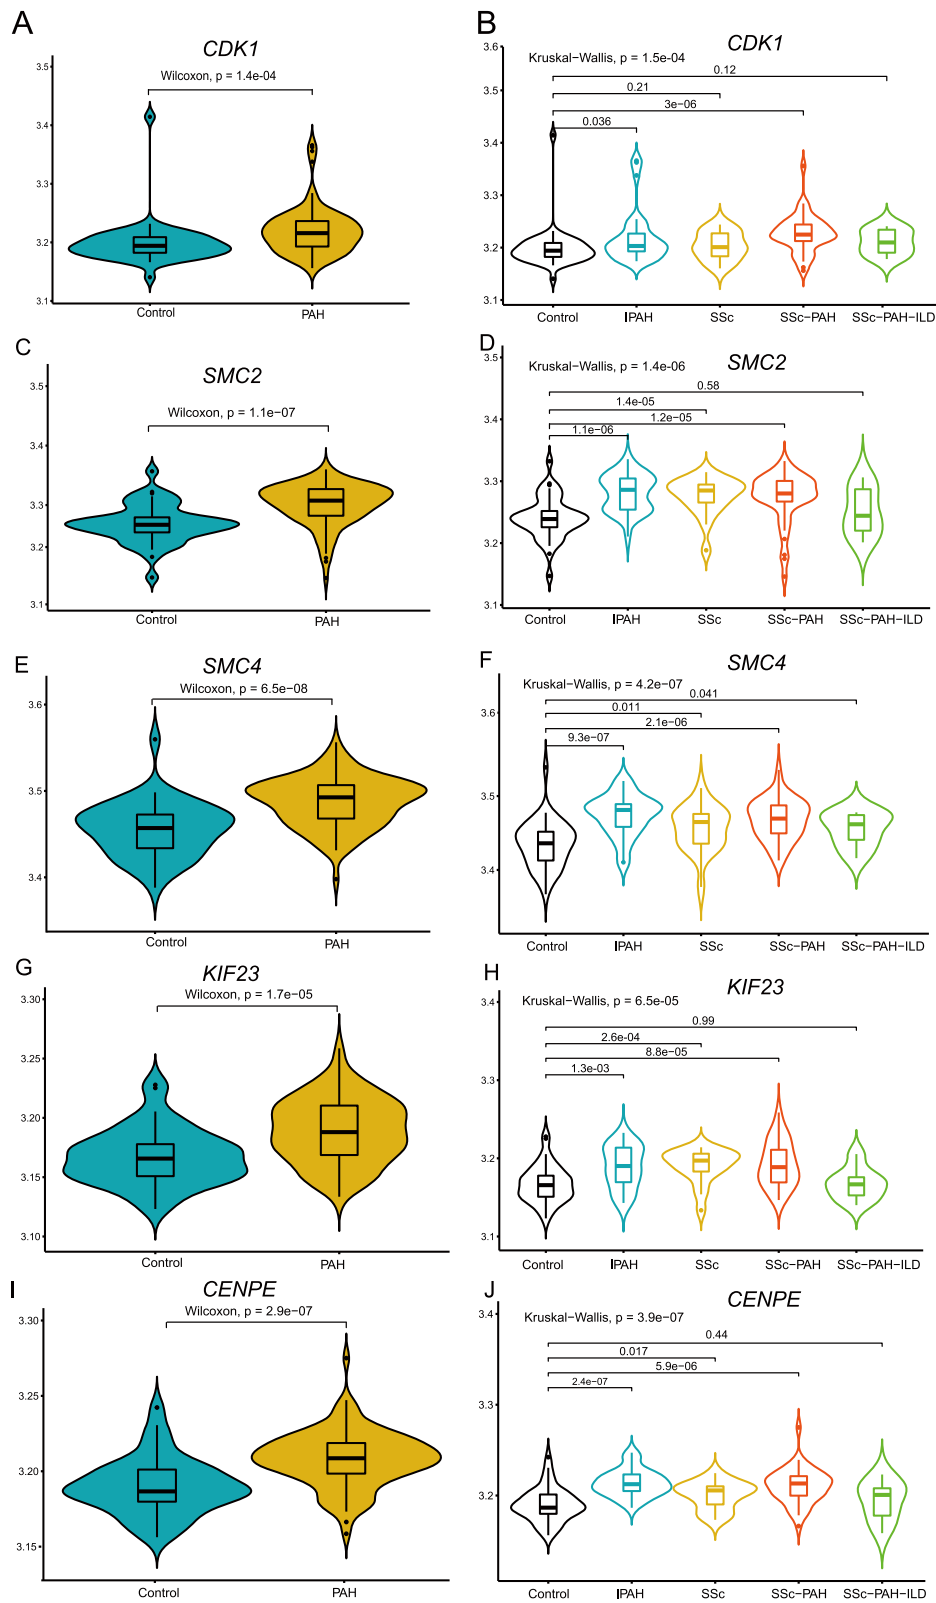 A
CDK1
Wilcoxon, p = 1.4e−04
3.5
3.4
3.3
3.2
3.1
Control
PAH
B
CDK1
Kruskal−Wallis, p = 1.5e−04
0.12
0.21
3e−06
0.036
3.6
3.5
3.4
3.3
3.2
3.1
Control
IPAH
SSc
SSc−PAH
SSc−PAH−ILD
C
SMC2
Wilcoxon, p = 1.1e−07
3.5
3.4
3.3
3.2
3.1
Control
PAH
D
SMC2
Kruskal−Wallis, p = 1.4e−06
0.58
1.4e−05
1.2e−05
1.1e−06
3.5
3.4
3.3
3.2
3.1
Control
IPAH
SSc
SSc−PAH
SSc−PAH−ILD
E
SMC4
Wilcoxon, p = 6.5e−08
3.6
3.5
3.4
Control
PAH
F
SMC4
Kruskal−Wallis, p = 4.2e−07
0.041
0.011
2.1e−06
9.3e−07
3.6
3.5
3.4
Control
IPAH
SSc
SSc−PAH
SSc−PAH−ILD
G
KIF23
Wilcoxon, p = 1.7e−05
3.30
3.25
3.20
3.15
3.10
Control
PAH
H
KIF23
Kruskal−Wallis, p = 6.5e−05
0.99
2.6e−04
8.8e−05
1.3e−03
3.4
3.3
3.2
3.1
Control
IPAH
SSc
SSc−PAH
SSc−PAH−ILD
I
CENPE
Wilcoxon, p = 2.9e−07
3.30
3.25
3.20
3.15
Control
PAH
J
CENPE
Kruskal−Wallis, p = 3.9e−07
0.44
0.017
5.9e−06
2.4e−07
3.4
3.3
3.2
Control
IPAH
SSc
SSc−PAH
SSc−PAH−ILD